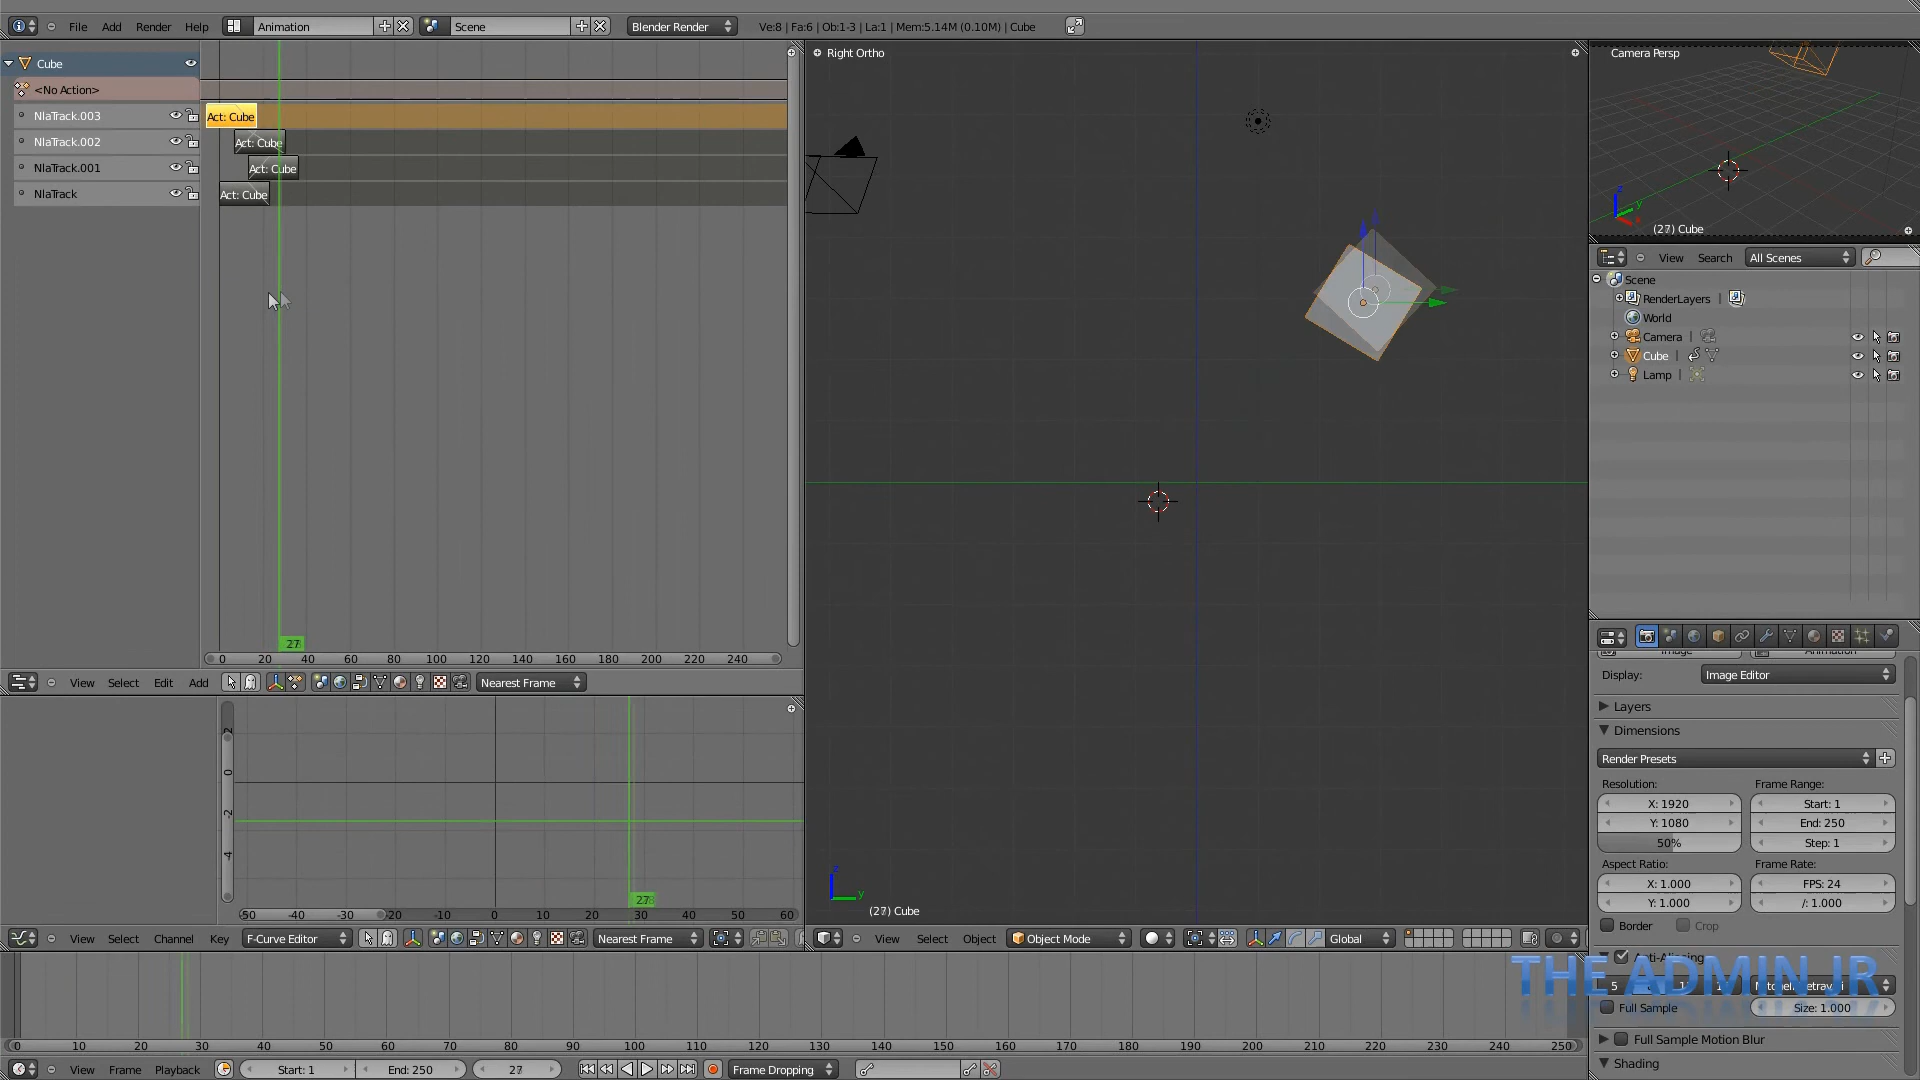 File Add Render Help Animation Scene Blender Render Ve:8 | Fa:6 | Ob:1-3 | La:1 | Mem:5.14M (0.10M) | Cube
Cube
<No Action>
NlaTrack.003 Act: Cube
NlaTrack.002 Act: Cube
NlaTrack.001 Act: Cube
NlaTrack Act: Cube
27
0 20 40 60 80 100 120 140 160 180 200 220 240
View Select Edit Add Nearest Frame
2
0
-2
-4
27
-50 -40 -30 -20 -10 0 10 20 30 40 50 60
View Select Channel Key F-Curve Editor Nearest Frame
Right Ortho
z
y
(27) Cube
View Select Object Object Mode Global
Camera Persp
z
y
x
(27) Cube
View Search All Scenes
Scene
RenderLayers |
World
Camera |
Cube |
Lamp |
Image Animation
Display: Image Editor
Layers
Dimensions
Render Presets
Resolution: Frame Range:
X: 1920 Start: 1
Y: 1080 End: 250
50% Step: 1
Aspect Ratio: Frame Rate:
X: 1.000 FPS: 24
Y: 1.000 /: 1.000
Border Crop
Anti-Aliasing
THE ADMIN JR
5
Full Sample Size: 1.000
Full Sample Motion Blur
Shading
0 10 20 30 40 50 60 70 80 90 100 110 120 130 140 150 160 170 180 190 200 210 220 230 240 250
View Frame Playback Start: 1 End: 250 27 Frame Dropping